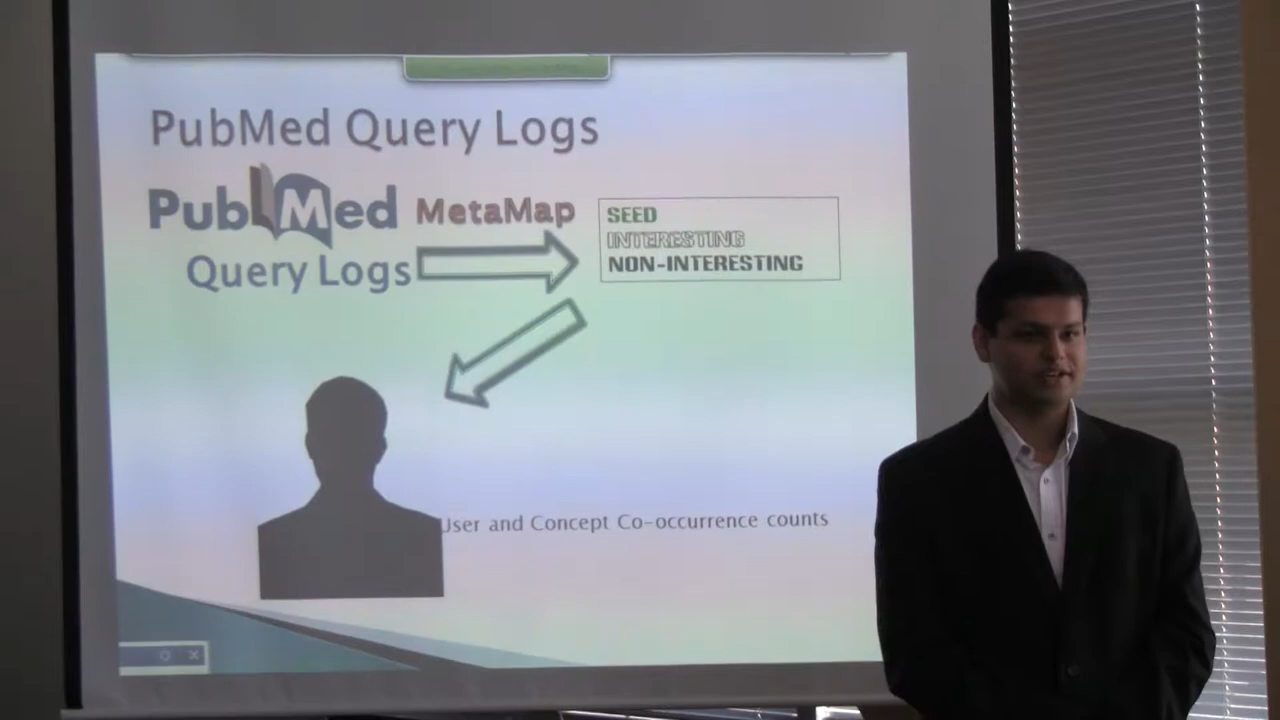 PubMed Query Logs
PubMed MetaMap
Query Logs
SEED
INTERESTING
NON-INTERESTING
User and Concept Co-occurrence counts